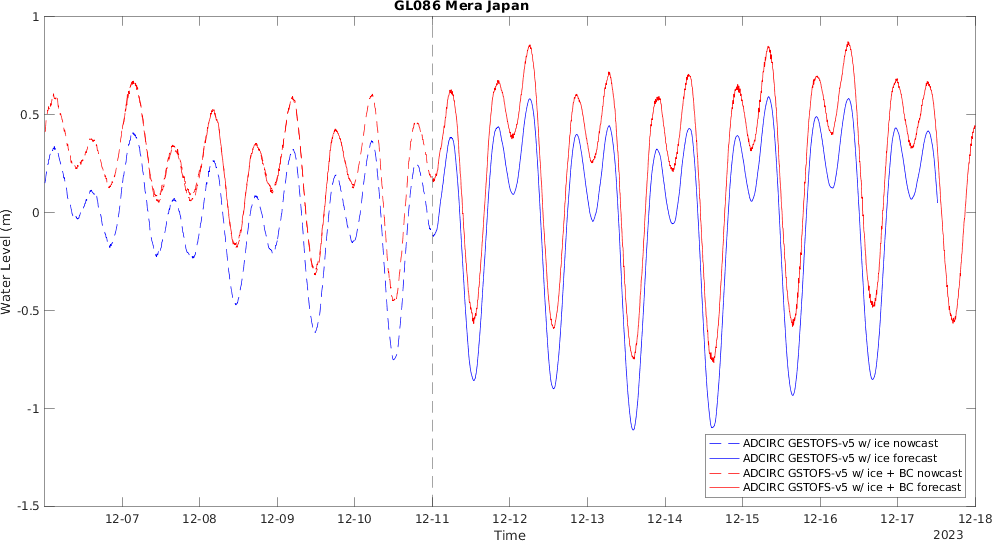 GL086 Mera Japan
1
0.5
0
-0.5
-1
-1.5
Water Level (m)
ADCIRC GESTOFS-v5 w/ ice nowcast
ADCIRC GESTOFS-v5 w/ ice forecast
ADCIRC GSTOFS-v5 w/ ice + BC nowcast
ADCIRC GSTOFS-v5 w/ ice + BC forecast
12-07 12-08 12-09 12-10 12-11 12-12 12-13 12-14 12-15 12-16 12-17 12-18
Time
2023